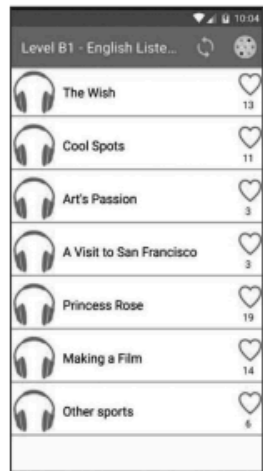 10:04
Level B1 - English Liste...
The Wish
13
Cool Spots
11
Art's Passion
3
A Visit to San Francisco
3
Princess Rose
19
Making a Film
14
Other sports
6